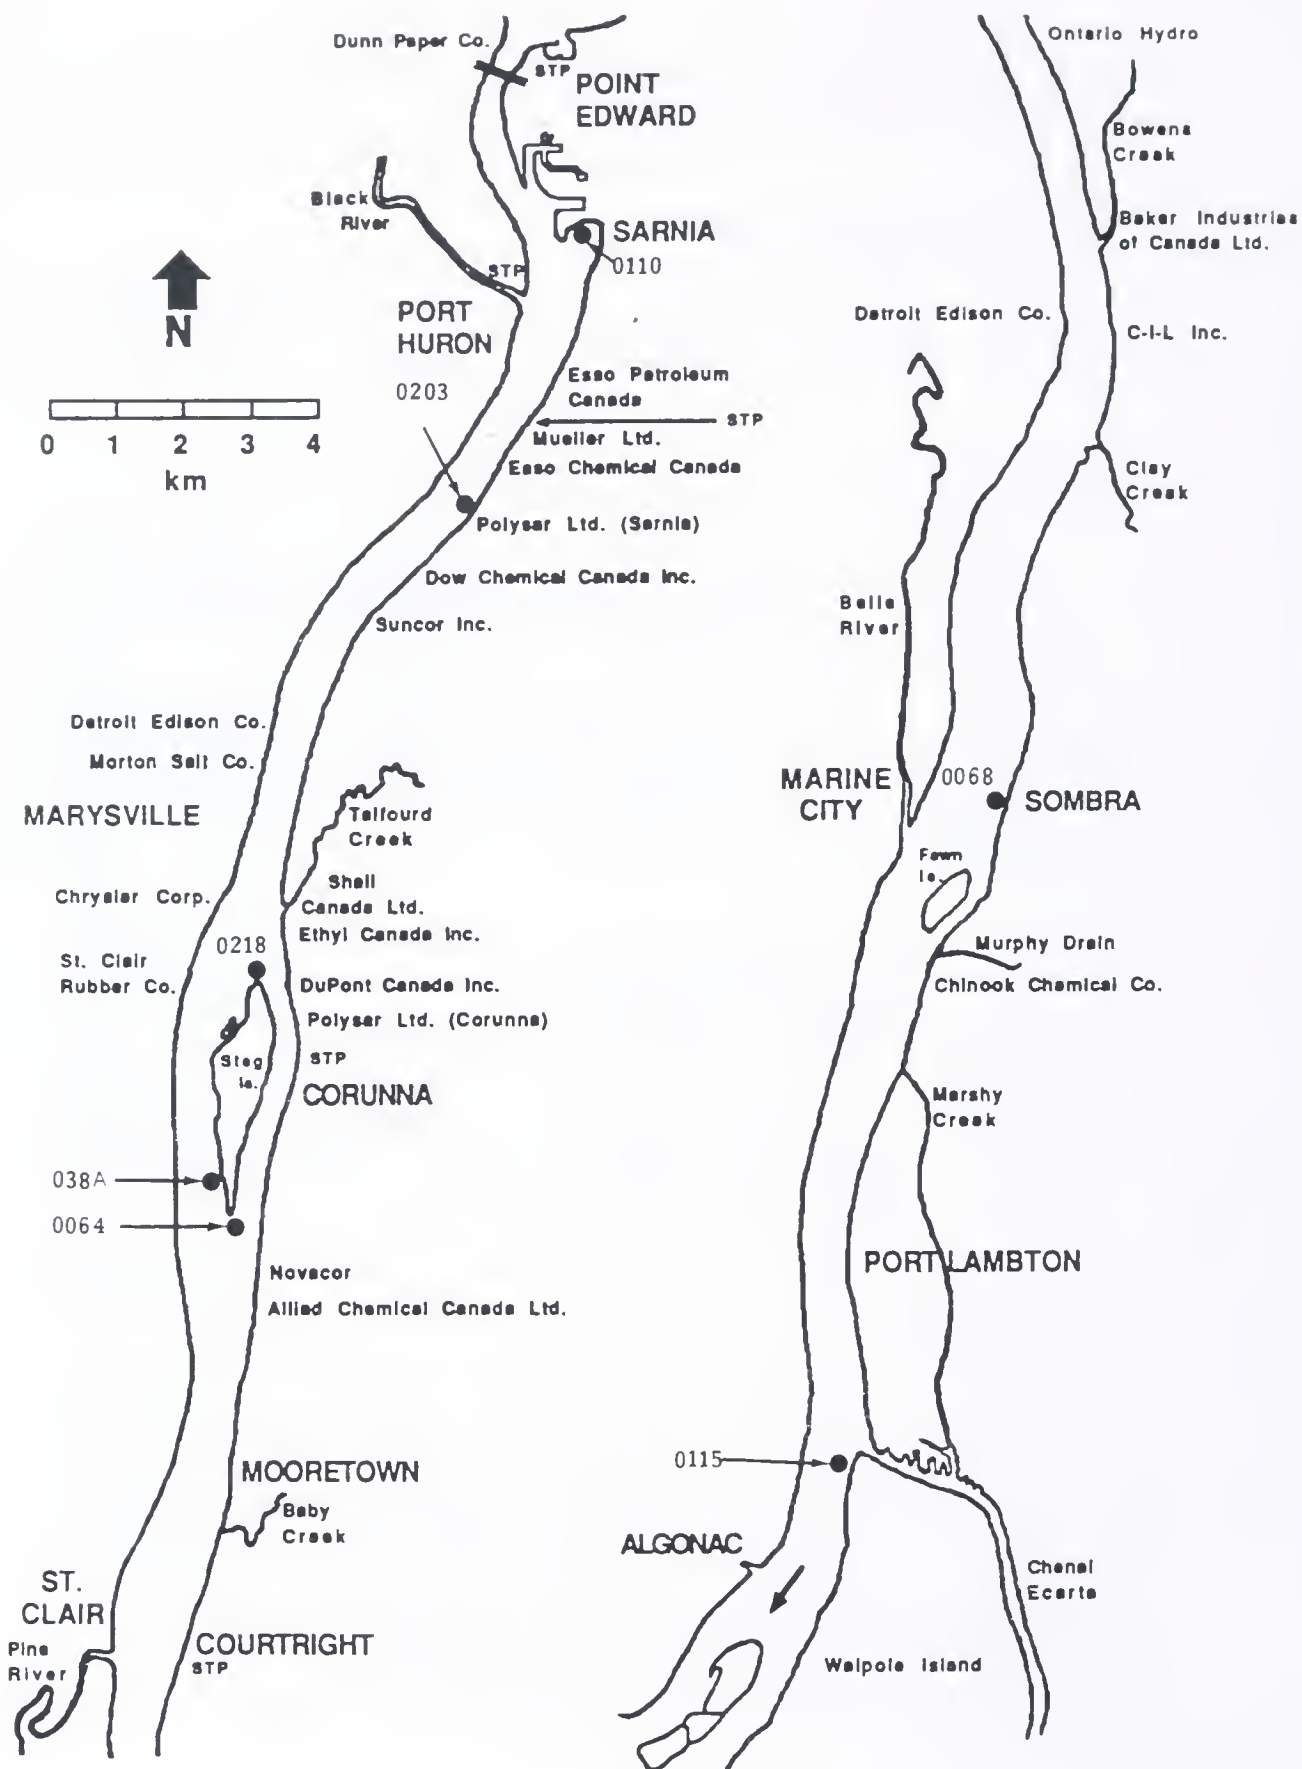 Dunn Paper Co.
STP
POINT
EDWARD
Black
River
SARNIA
0110
STP
N
PORT
HURON
0203
Esso Petroleum
Canada
STP
Mueller Ltd.
0 1 2 3 4
km
Esso Chemical Canada
Polysar Ltd. (Sarnia)
Dow Chemical Canada Inc.
Suncor Inc.
Detroit Edison Co.
Morton Salt Co.
MARYSVILLE
Talfourd
Creek
Chrysler Corp.
Shell
Canada Ltd.
Ethyl Canada Inc.
0218
St. Clair
Rubber Co.
DuPont Canada Inc.
Polysar Ltd. (Corunna)
Stag
Is.
STP
CORUNNA
038A
0064
Novacor
Allied Chemical Canada Ltd.
MOORETOWN
Baby
Creek
ST.
CLAIR
Pine
River
COURTRIGHT
STP
Ontario Hydro
Bowens
Creek
Baker Industries
of Canada Ltd.
Detroit Edison Co.
C-I-L Inc.
Clay
Creek
Belle
River
MARINE
CITY
0068
SOMBRA
Fawn
Is.
Murphy Drain
Chinook Chemical Co.
Marshy
Creek
PORT LAMBTON
0115
ALGONAC
Chenal
Ecarte
Walpole Island